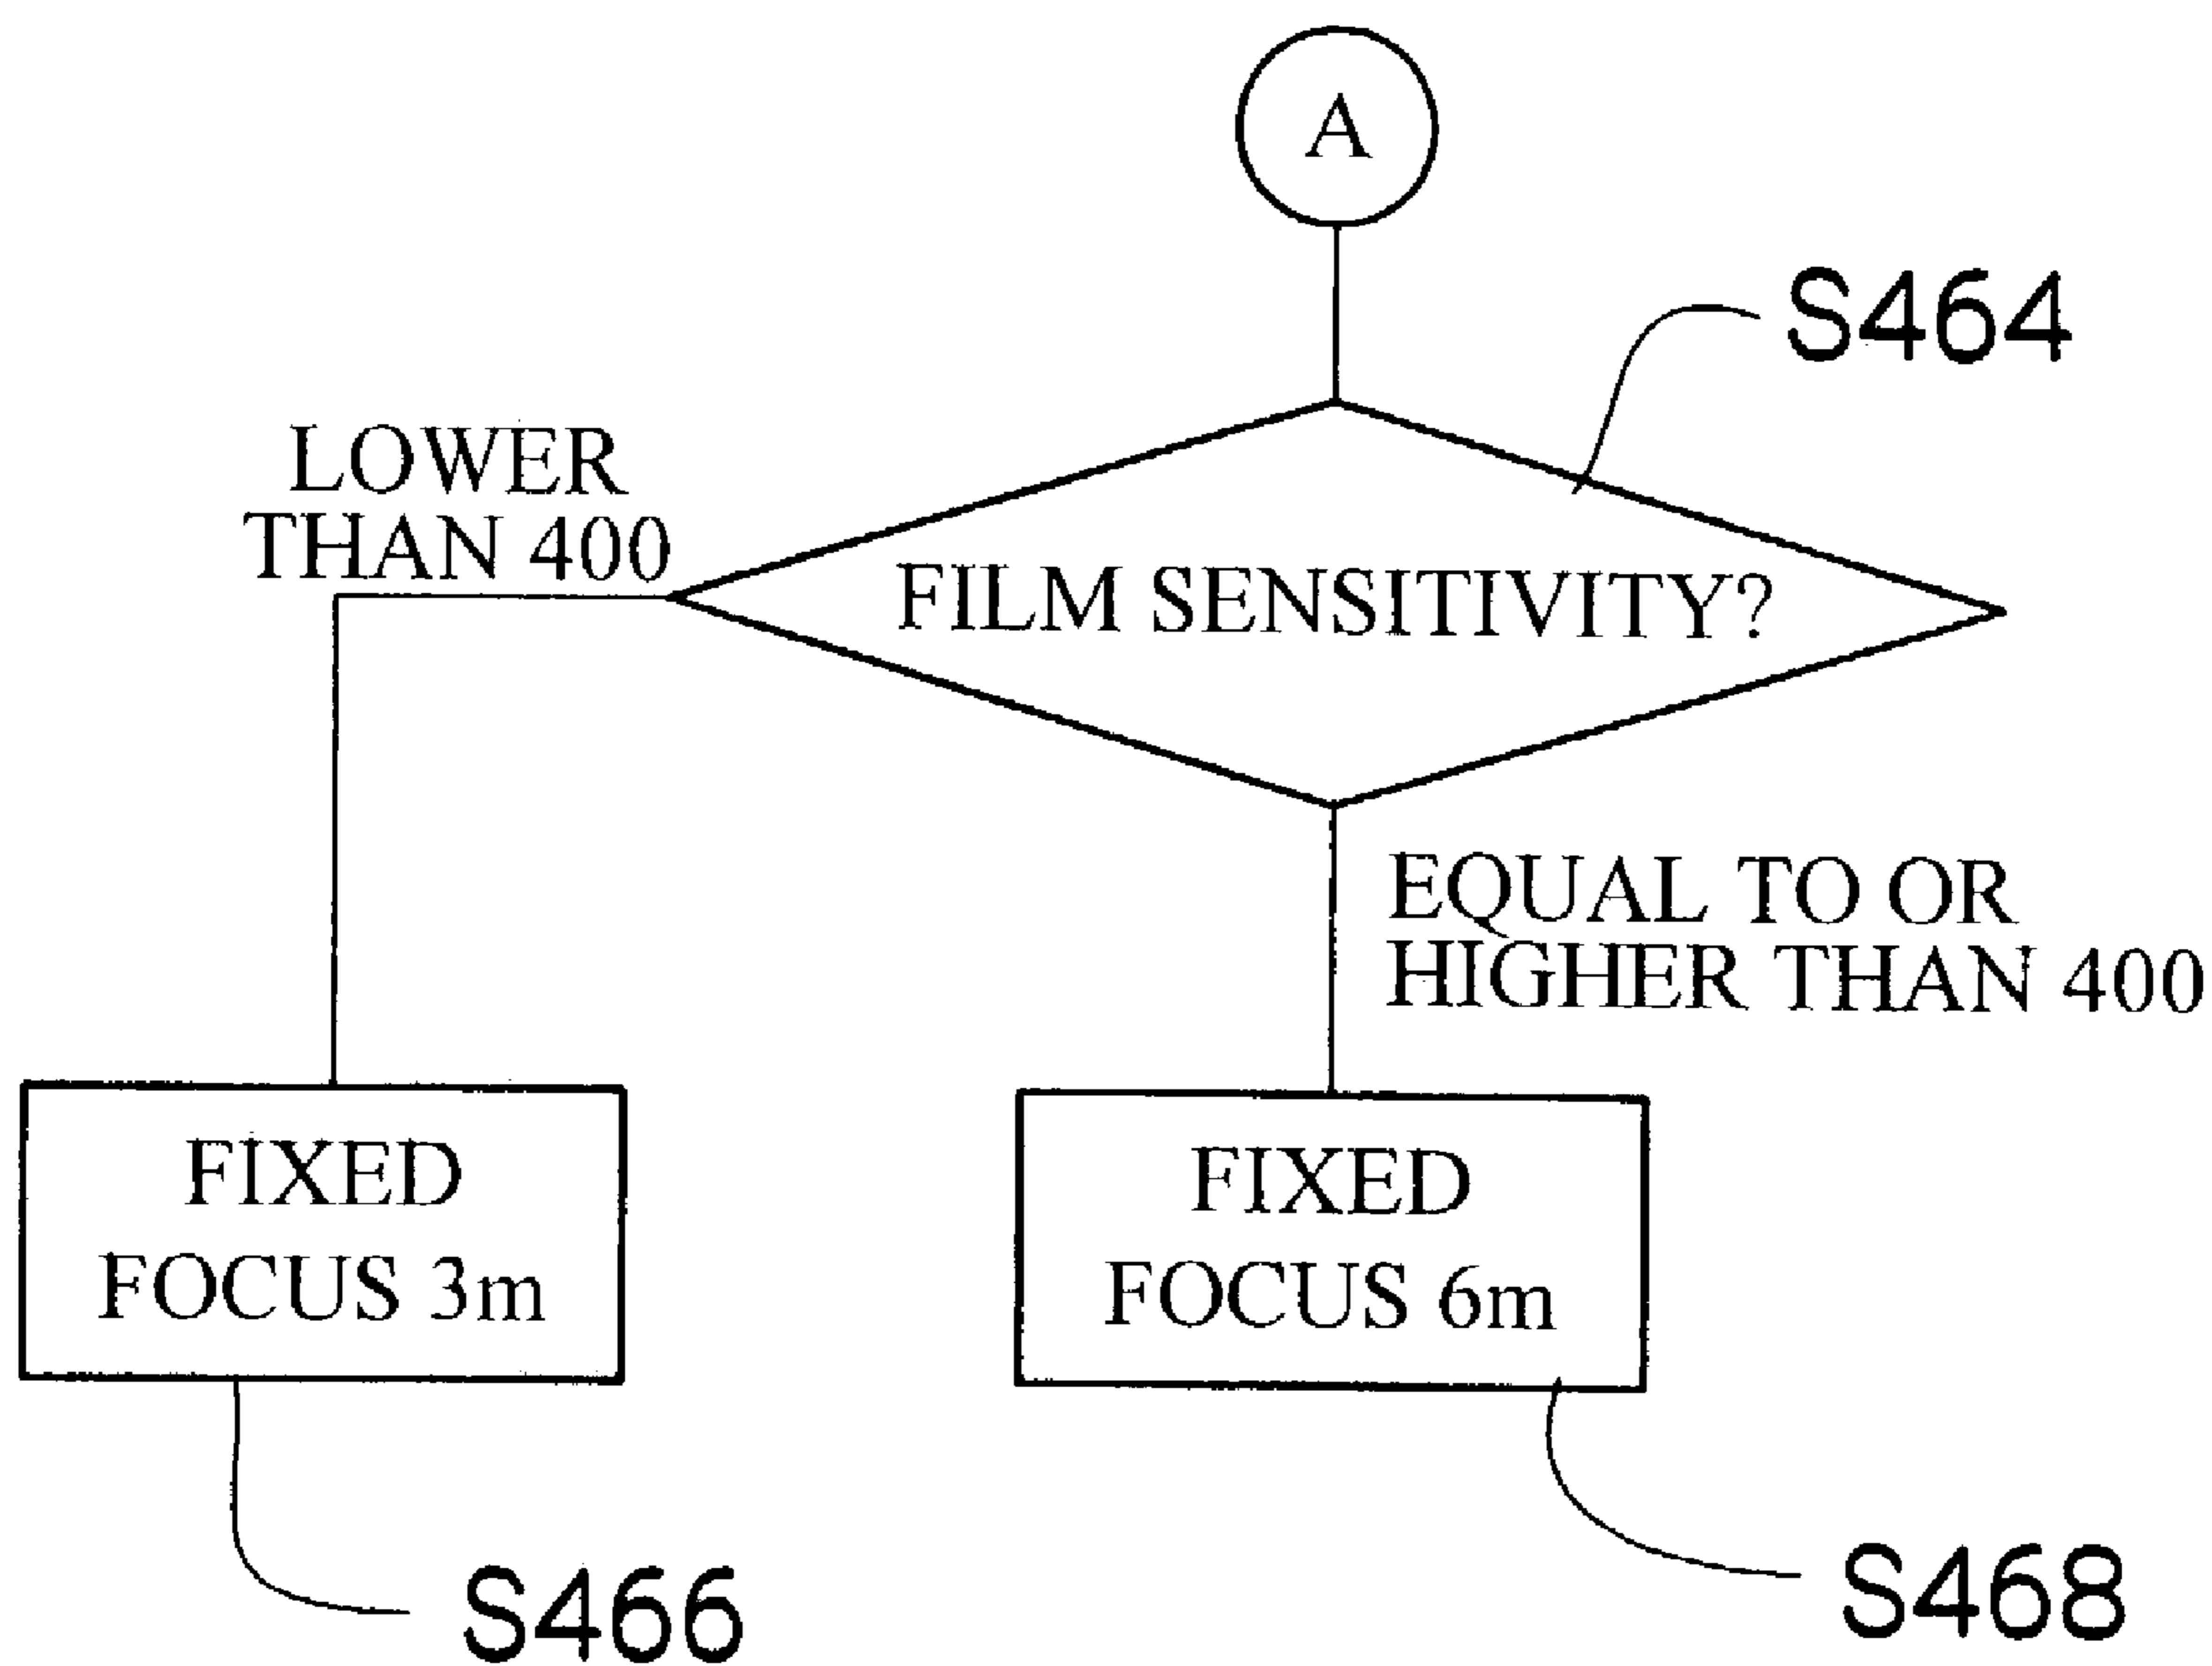 A
S464
LOWER
THAN 400
FILM SENSITIVITY?
EQUAL TO OR
HIGHER THAN 400
FIXED
FOCUS 3m
FIXED
FOCUS 6m
S466
S468